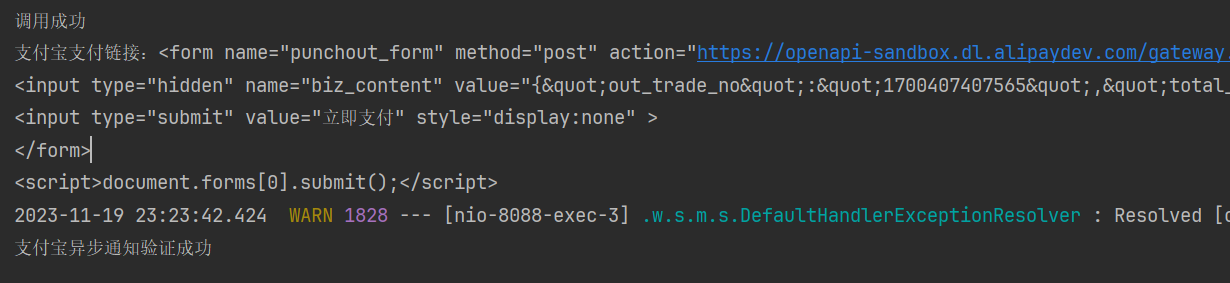 调用成功
支付宝支付链接：<form name="punchout_form" method="post" action="https://openapi-sandbox.dl.alipaydev.com/gateway.
<input type="hidden" name="biz_content" value="{&quot;out_trade_no&quot;:&quot;1700407407565&quot;,&quot;total_
<input type="submit" value="立即支付" style="display:none" >
</form>
<script>document.forms[0].submit();</script>
2023-11-19 23:23:42.424  WARN 1828 --- [nio-8088-exec-3] .w.s.m.s.DefaultHandlerExceptionResolver : Resolved [
支付宝异步通知验证成功